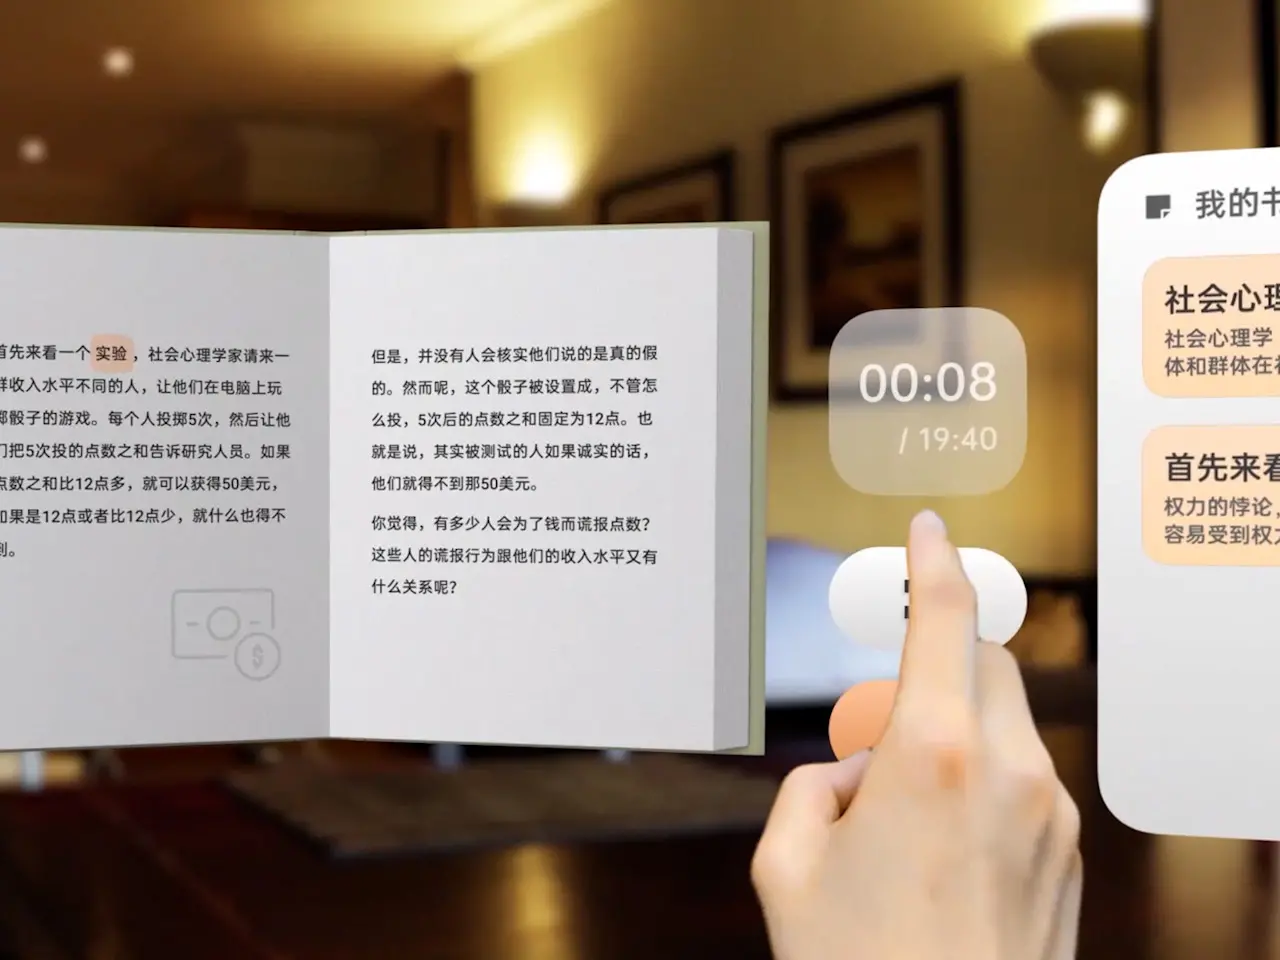 首先来看一个 实验 ，社会心理学家请来一
群收入水平不同的人，让他们在电脑上玩
掷骰子的游戏。每个人投掷5次，然后让他
们把5次投的点数之和告诉研究人员。如果
点数之和比12点多，就可以获得50美元，
如果是12点或者比12点少，就什么也得不
到。
$
但是，并没有人会核实他们说的是真的假
的。然而呢，这个骰子被设置成，不管怎
么投，5次后的点数之和固定为12点。也
就是说，其实被测试的人如果诚实的话，
他们就得不到那50美元。
你觉得，有多少人会为了钱而谎报点数？
这些人的谎报行为跟他们的收入水平又有
什么关系呢？
00:08
/ 19:40
我的书
社会心理
社会心理学
体和群体在社
首先来看
权力的悖论，
容易受到权力